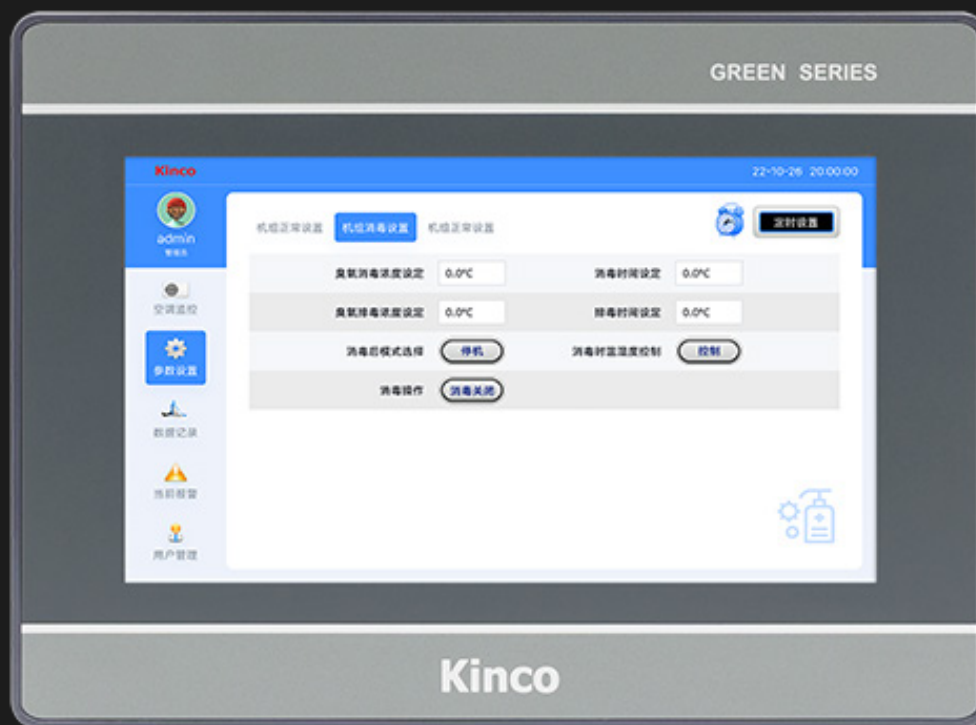 GREEN SERIES
Kinco
22-10-26 20:00:00
admin
管理员
机组正常设置 机组消毒设置 机组正常设置
定时设置
臭氧消毒浓度设定 0.0℃ 消毒时间设定 0.0℃
臭氧排毒浓度设定 0.0℃ 排毒时间设定 0.0℃
消毒后模式选择 停机 消毒时温湿度控制 控制
消毒操作 消毒关闭
空调监控
参数设置
数据记录
当前报警
用户管理
Kinco